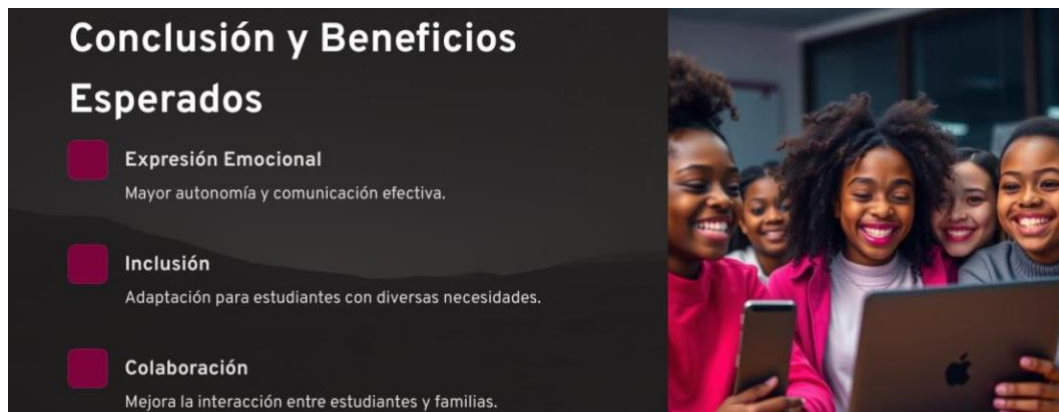 Conclusión y Beneficios
Esperados
Expresión Emocional
Mayor autonomía y comunicación efectiva.
Inclusión
Adaptación para estudiantes con diversas necesidades.
Colaboración
Mejora la interacción entre estudiantes y familias.